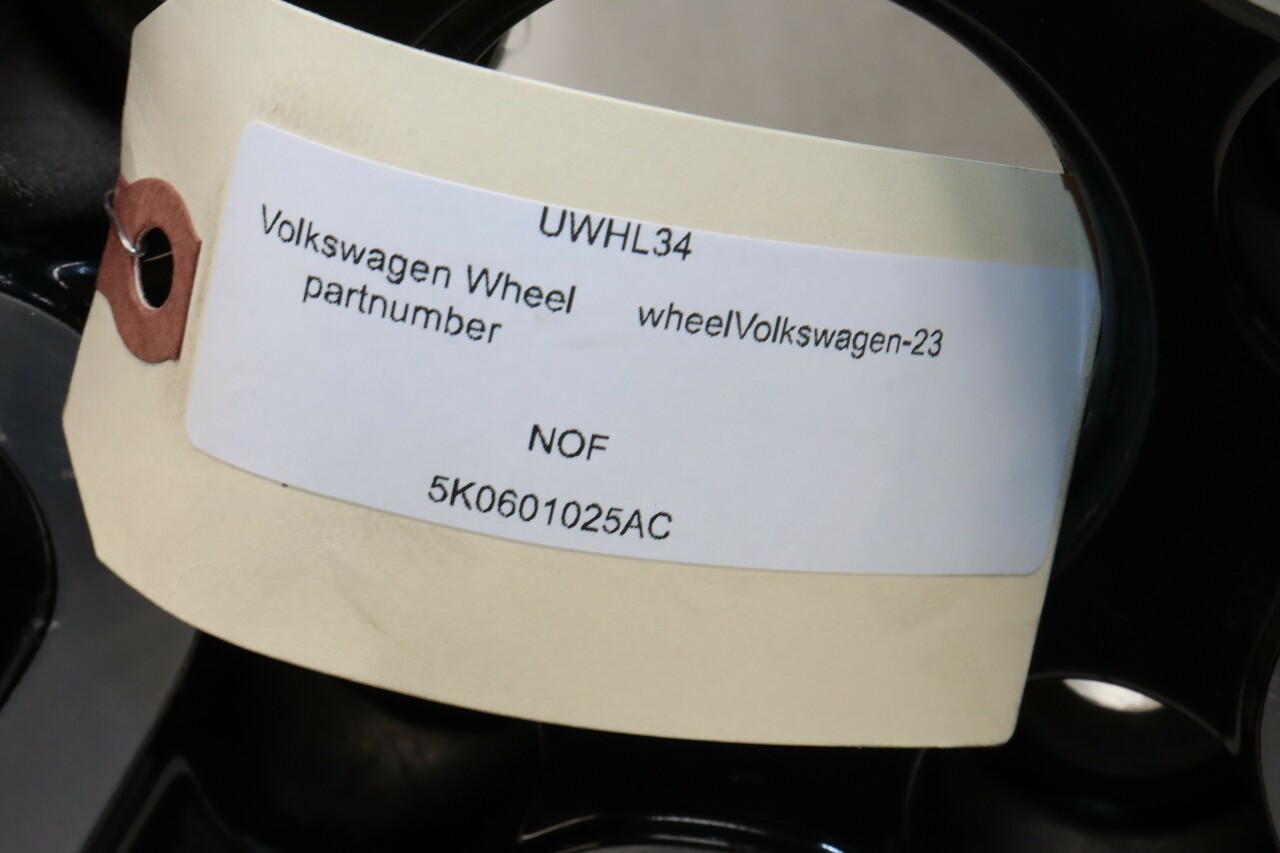 UWHL34
Volkswagen Wheel
partnumber
wheelVolkswagen-23
NOF
5K0601025AC